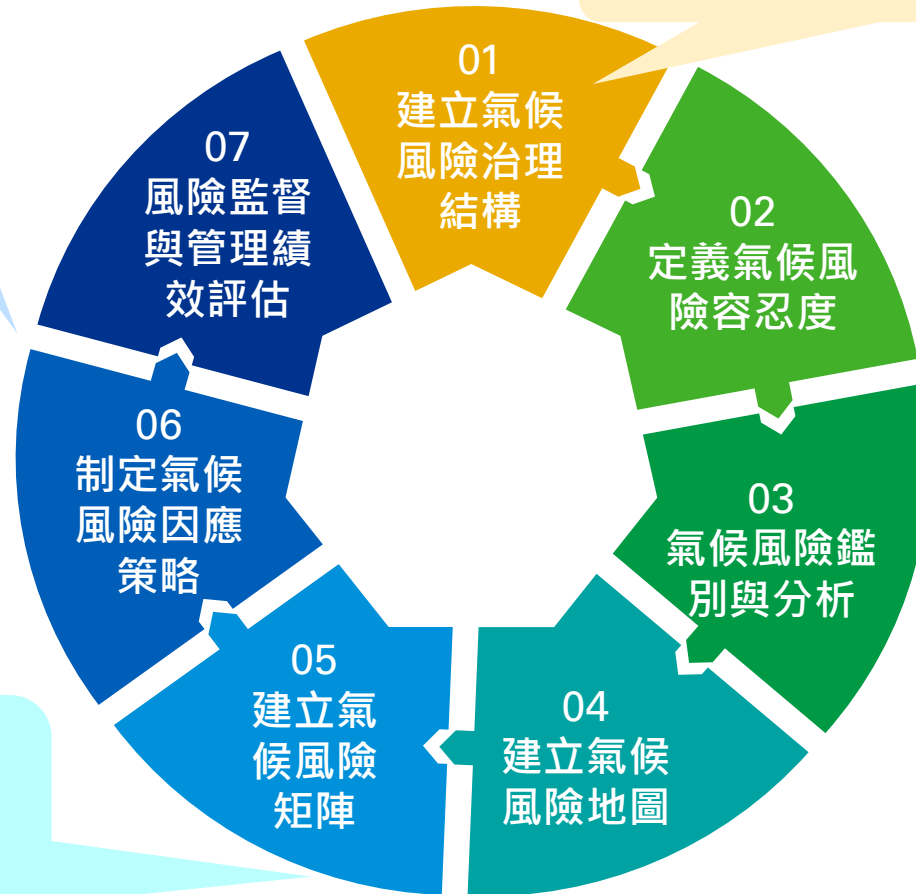 01
建立氣候
風險治理
結構
02
定義氣候風
險容忍度
03
氣候風險鑑
別與分析
04
建立氣候
風險地圖
05
建立氣
候風險
矩陣
06
制定氣候
風險因應
策略
07
風險監督
與管理績
效評估